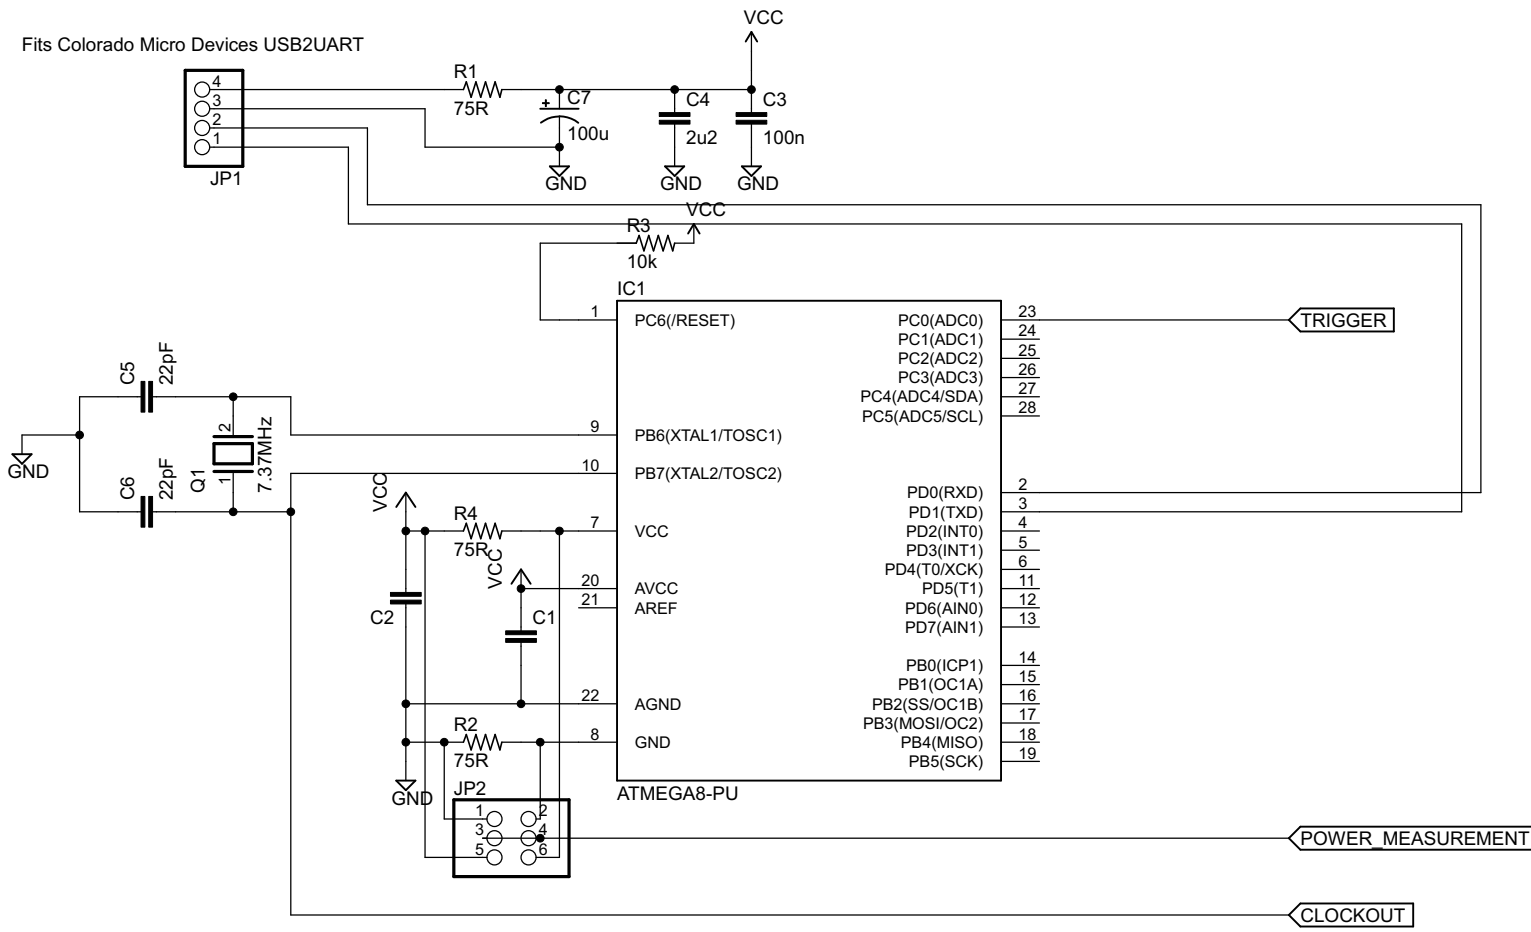 VCC
Fits Colorado Micro Devices USB2UART
4
3
2
1
JP1
R1
75R
+
C7
100u
C4
2u2
C3
100n
GND
GND
GND
VCC
R3
10k
IC1
1
PC6(/RESET)
9
PB6(XTAL1/TOSC1)
10
PB7(XTAL2/TOSC2)
7
VCC
20
AVCC
21
AREF
22
AGND
8
GND
PC0(ADC0)
23
PC1(ADC1)
24
PC2(ADC2)
25
PC3(ADC3)
26
PC4(ADC4/SDA)
27
PC5(ADC5/SCL)
28
PD0(RXD)
2
PD1(TXD)
3
PD2(INT0)
4
PD3(INT1)
5
PD4(T0/XCK)
6
PD5(T1)
11
PD6(AIN0)
12
PD7(AIN1)
13
PB0(ICP1)
14
PB1(OC1A)
15
PB2(SS/OC1B)
16
PB3(MOSI/OC2)
17
PB4(MISO)
18
PB5(SCK)
19
ATMEGA8-PU
TRIGGER
C5
22pF
C6
22pF
GND
2
1
Q1
7.37MHz
VCC
R4
75R
VCC
C2
C1
R2
75R
GND
JP2
1
2
3
4
5
6
POWER_MEASUREMENT
CLOCKOUT